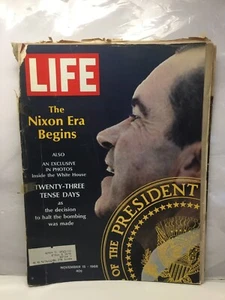 LIFE
The
Nixon Era
Begins
ALSO
AN EXCLUSIVE
IN PHOTOS
Inside the White House
TWENTY-THREE
TENSE DAYS
as
the decision
to halt the bombing
was made
OF THE PRESIDENT
NOVEMBER 15 · 1968
40¢